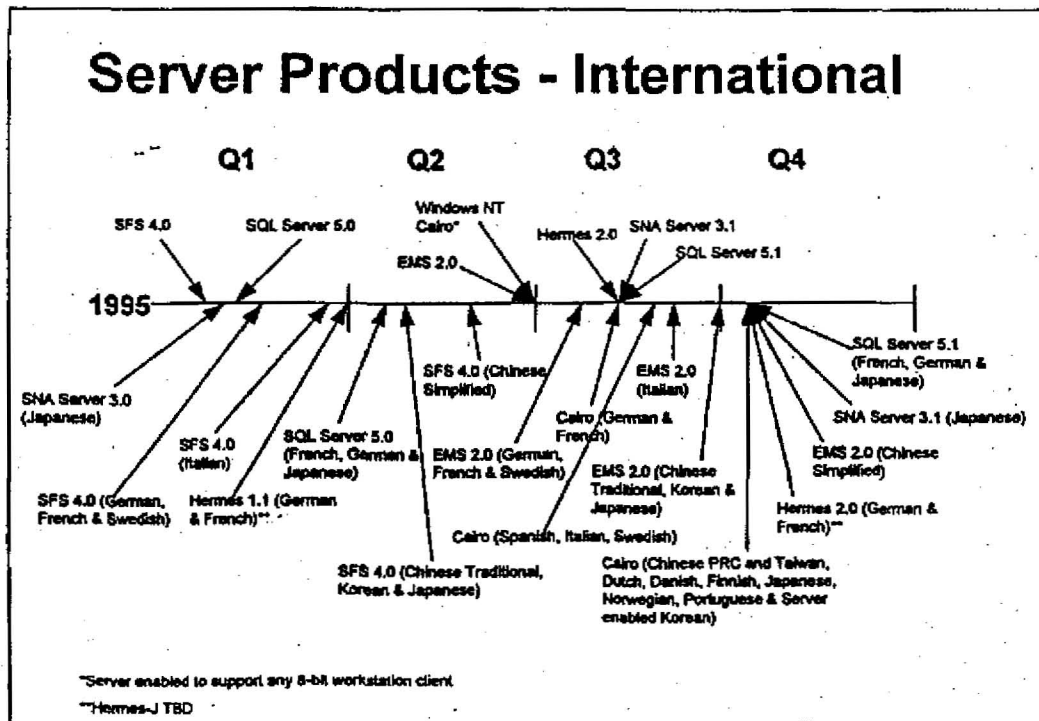 Server Products - International
Q1
Q2
Q3
Q4
SFS 4.0
SQL Server 5.0
Windows NT
Cairo*
EMS 2.0
Hermes 2.0
SNA Server 3.1
SQL Server 5.1
1995
SNA Server 3.0
(Japanese)
SFS 4.0 (German,
French & Swedish)
SFS 4.0
(Italian)
Hermes 1.1 (German
& French)**
SQL Server 5.0
(French, German &
Japanese)
SFS 4.0 (Chinese Traditional,
Korean & Japanese)
SFS 4.0 (Chinese
Simplified)
EMS 2.0 (German,
French & Swedish)
Cairo (German &
French)
Cairo (Spanish, Italian, Swedish)
EMS 2.0
(Italian)
EMS 2.0 (Chinese
Traditional, Korean &
Japanese)
Cairo (Chinese PRC and Taiwan,
Dutch, Danish, Finnish, Japanese,
Norwegian, Portuguese & Server
enabled Korean)
SQL Server 5.1
(French, German &
Japanese)
SNA Server 3.1 (Japanese)
EMS 2.0 (Chinese
Simplified)
Hermes 2.0 (German &
French)**
*Server enabled to support any 8-bit workstation client
**Hermes-J TBD